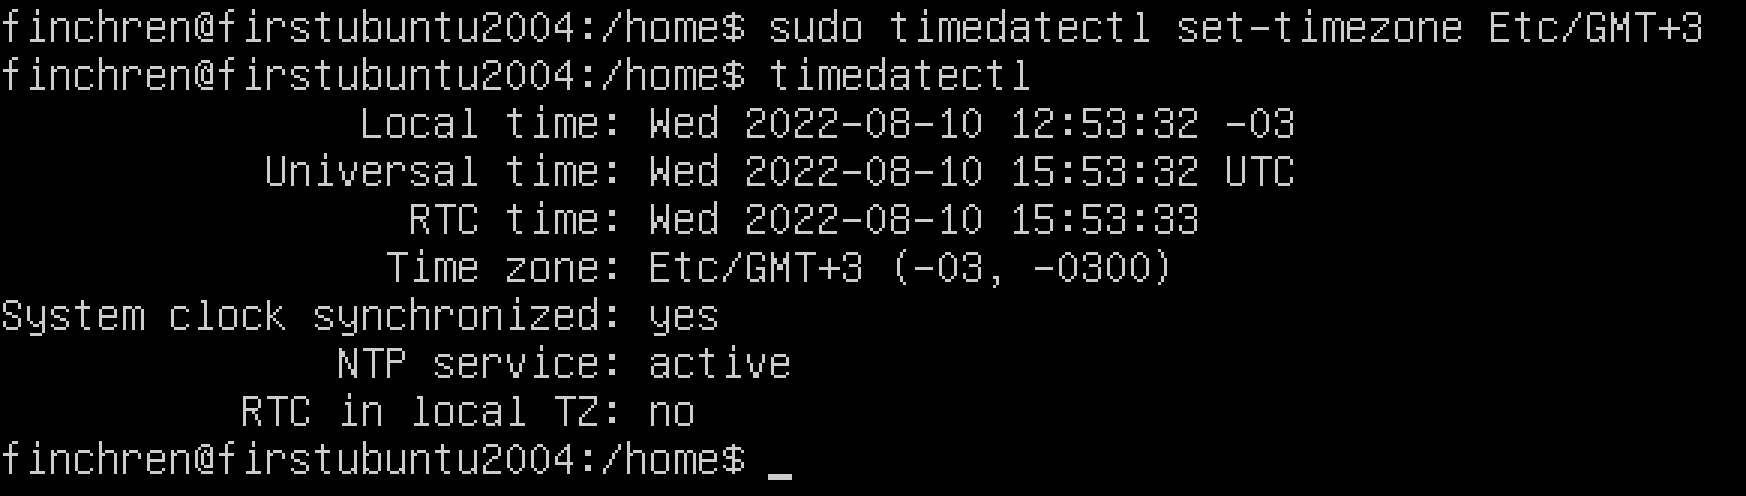 finchren@firstubuntu2004:/home$ sudo timedatectl set-timezone Etc/GMT+3
finchren@firstubuntu2004:/home$ timedatectl
Local time: Wed 2022-08-10 12:53:32 -03
Universal time: Wed 2022-08-10 15:53:32 UTC
RTC time: Wed 2022-08-10 15:53:33
Time zone: Etc/GMT+3 (-03, -0300)
System clock synchronized: yes
NTP service: active
RTC in local TZ: no
finchren@firstubuntu2004:/home$ _